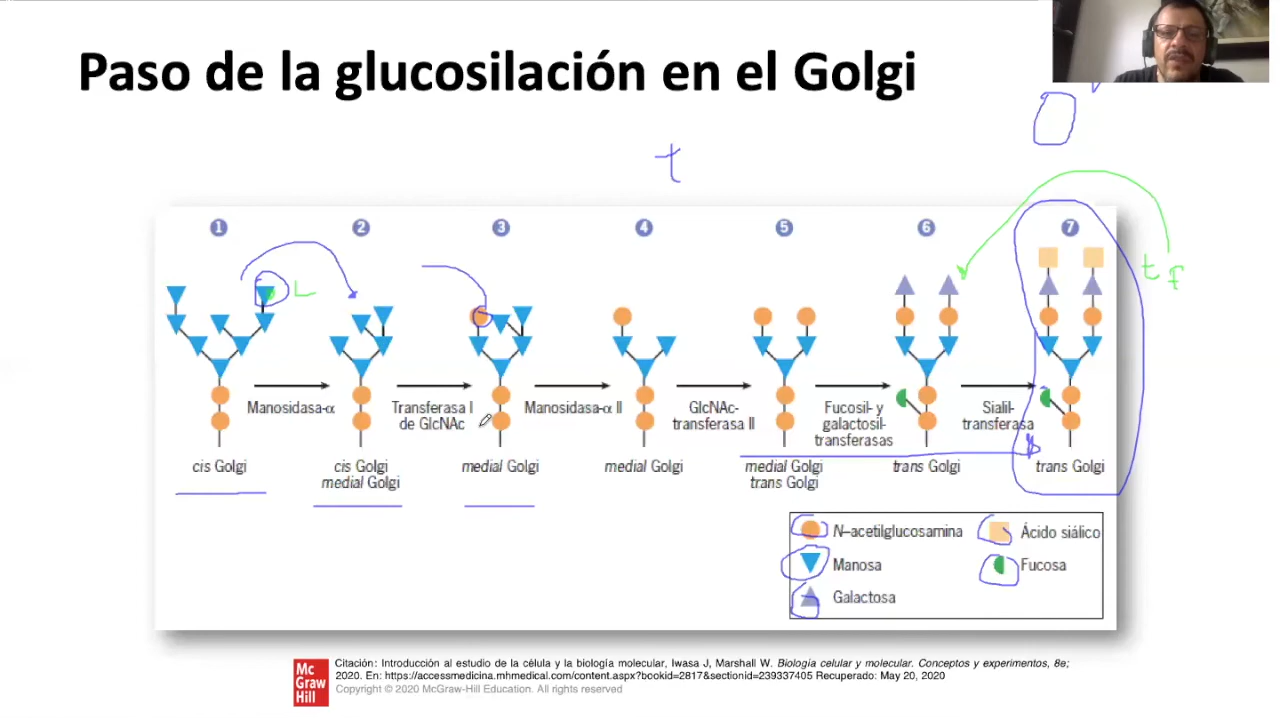 Paso de la glucosilación en el Golgi
t
1 2 3 4 5 6 7
L
t f
Manosidasa-α
Transferasa I
de GlcNAc
Manosidasa-α II
GlcNAc-
transferasa II
Fucosil- y
galactosil-
transferasas
Sialil-
transferasa
cis Golgi
cis Golgi
medial Golgi
medial Golgi
medial Golgi
medial Golgi
trans Golgi
trans Golgi
trans Golgi
N–acetilglucosamina
Ácido siálico
Manosa
Fucosa
Galactosa
Mc
Graw
Hill
Citación: Introducción al estudio de la célula y la biología molecular, Iwasa J, Marshall W. Biología celular y molecular. Conceptos y experimentos, 8e;
2020. En: https://accessmedicina.mhmedical.com/content.aspx?bookid=2817&sectionid=239337405 Recuperado: May 20, 2020
Copyright © 2020 McGraw-Hill Education. All rights reserved